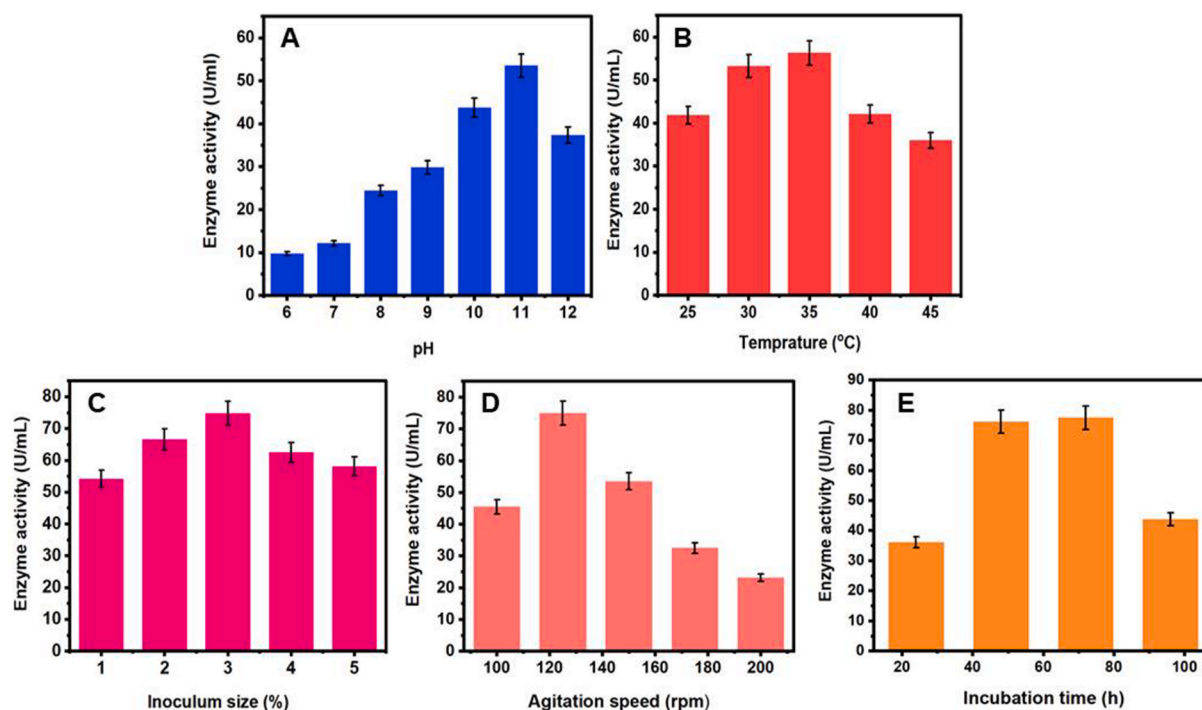 A
Enzyme activity (U/ml)
60
50
40
30
20
10
0
6 7 8 9 10 11 12
pH
B
Enzyme activity (U/mL)
60
50
40
30
20
10
0
25 30 35 40 45
Temprature (°C)
C
Enzyme activity (U/mL)
80
70
60
50
40
30
20
10
0
1 2 3 4 5
Inoculum size (%)
D
Enzyme activity (U/mL)
80
70
60
50
40
30
20
10
0
100 120 140 160 180 200
Agitation speed (rpm)
E
Enzyme activity (U/mL)
90
80
70
60
50
40
30
20
10
0
20 40 60 80 100
Incubation time (h)